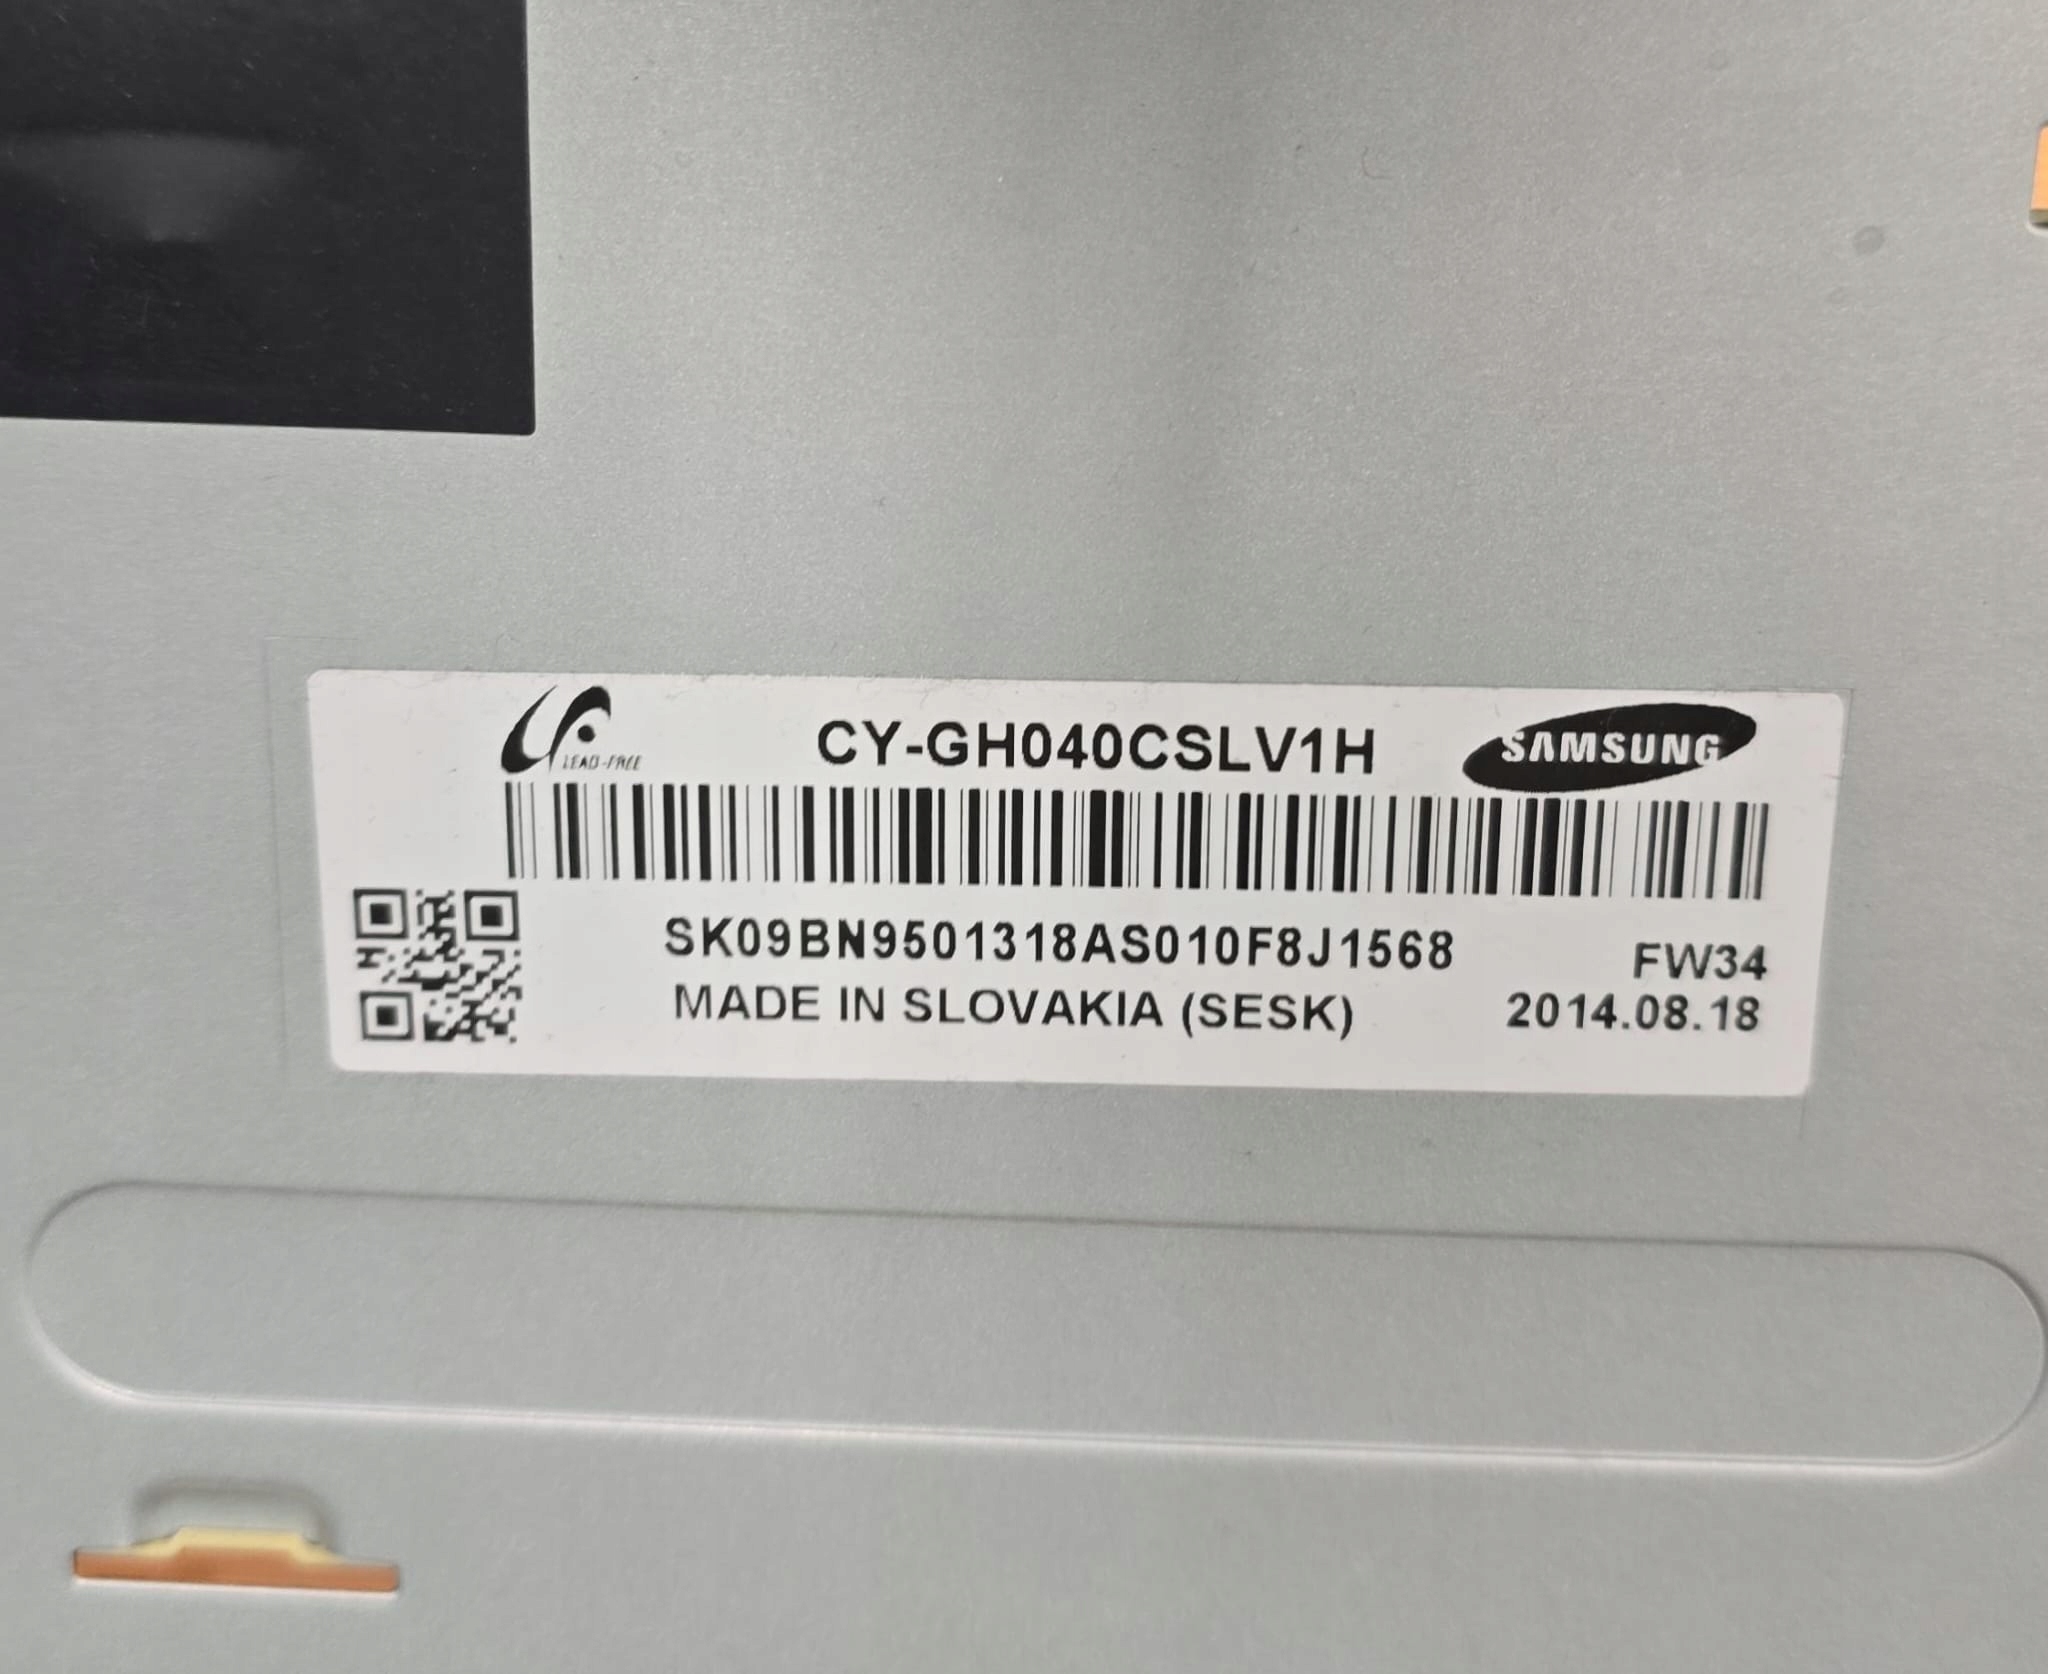 LEAD-FREE
CY-GH040CSLV1H
SAMSUNG
SK09BN9501318AS010F8J1568
FW34
MADE IN SLOVAKIA (SESK)
2014.08.18